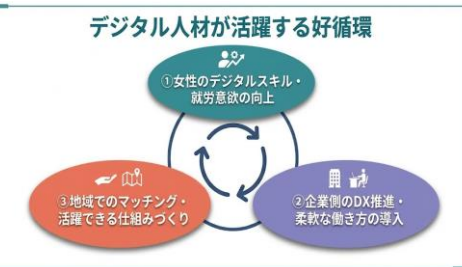 デジタル人材が活躍する好循環
①女性のデジタルスキル・
就労意欲の向上
③地域でのマッチング・
活躍できる仕組みづくり
②企業側のDX推進・
柔軟な働き方の導入